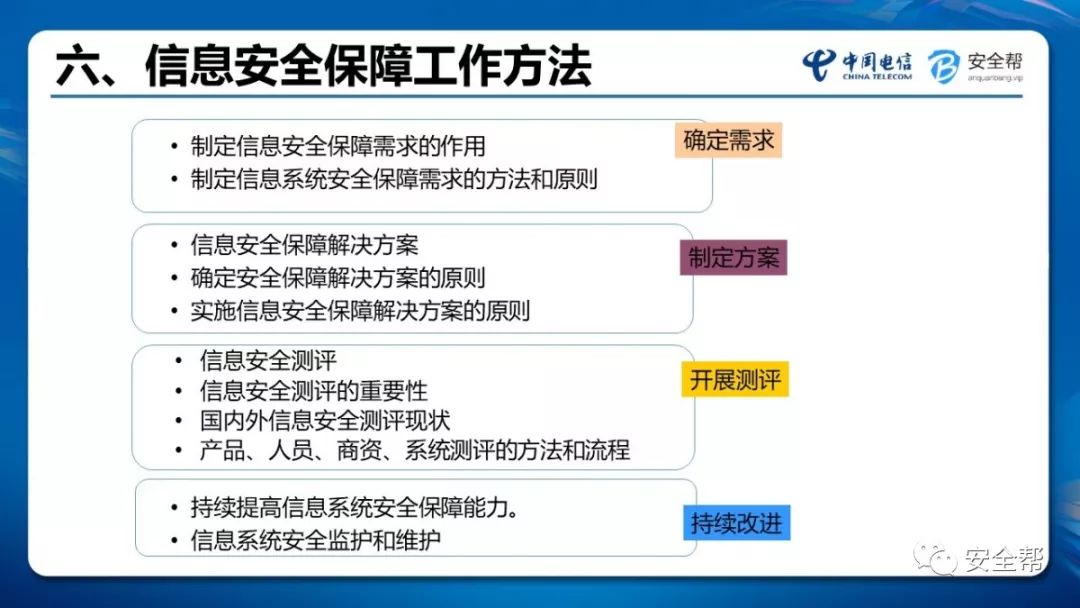 六、信息安全保障工作方法
中国电信
CHINA TELECOM
安全帮
anquanbang.vip
• 制定信息安全保障需求的作用
• 制定信息系统安全保障需求的方法和原则
确定需求
• 信息安全保障解决方案
• 确定安全保障解决方案的原则
• 实施信息安全保障解决方案的原则
制定方案
• 信息安全测评
• 信息安全测评的重要性
• 国内外信息安全测评现状
• 产品、人员、商资、系统测评的方法和流程
开展测评
• 持续提高信息系统安全保障能力。
• 信息系统安全监护和维护
持续改进
安全帮